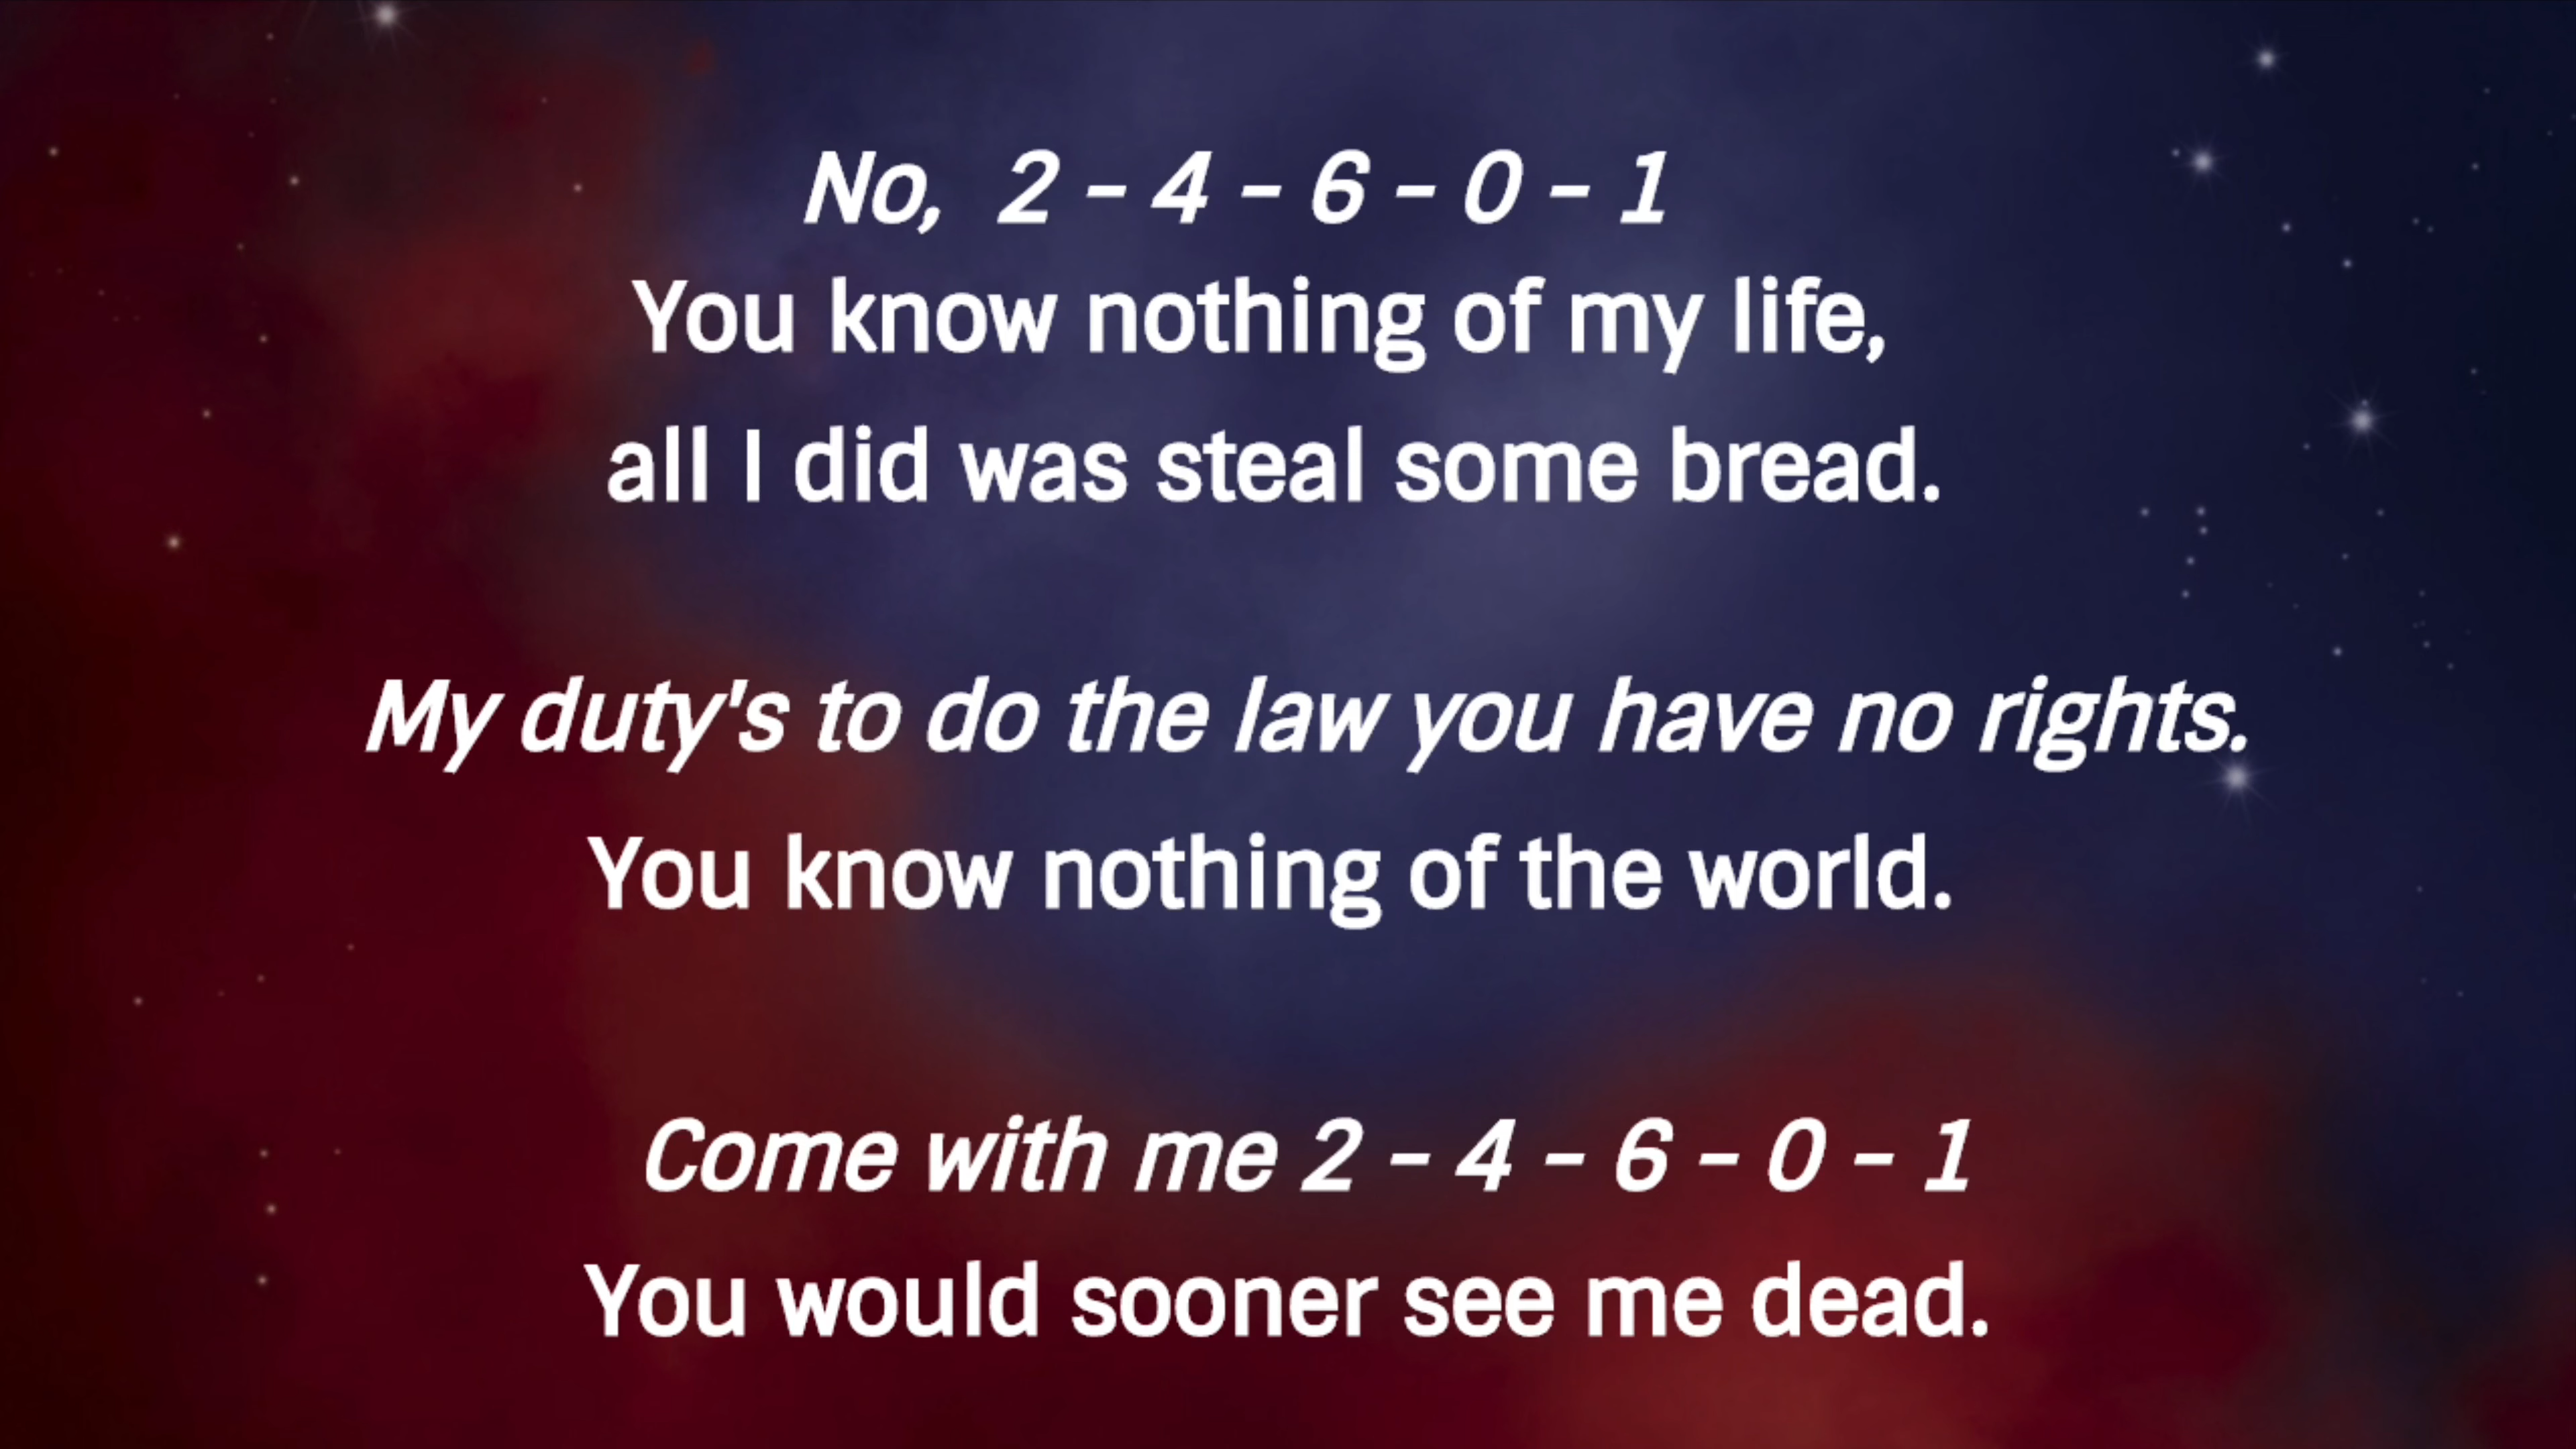 No, 2 - 4 - 6 - 0 - 1
You know nothing of my life,
all I did was steal some bread.
My duty's to do the law you have no rights.
You know nothing of the world.
Come with me 2 - 4 - 6 - 0 - 1
You would sooner see me dead.